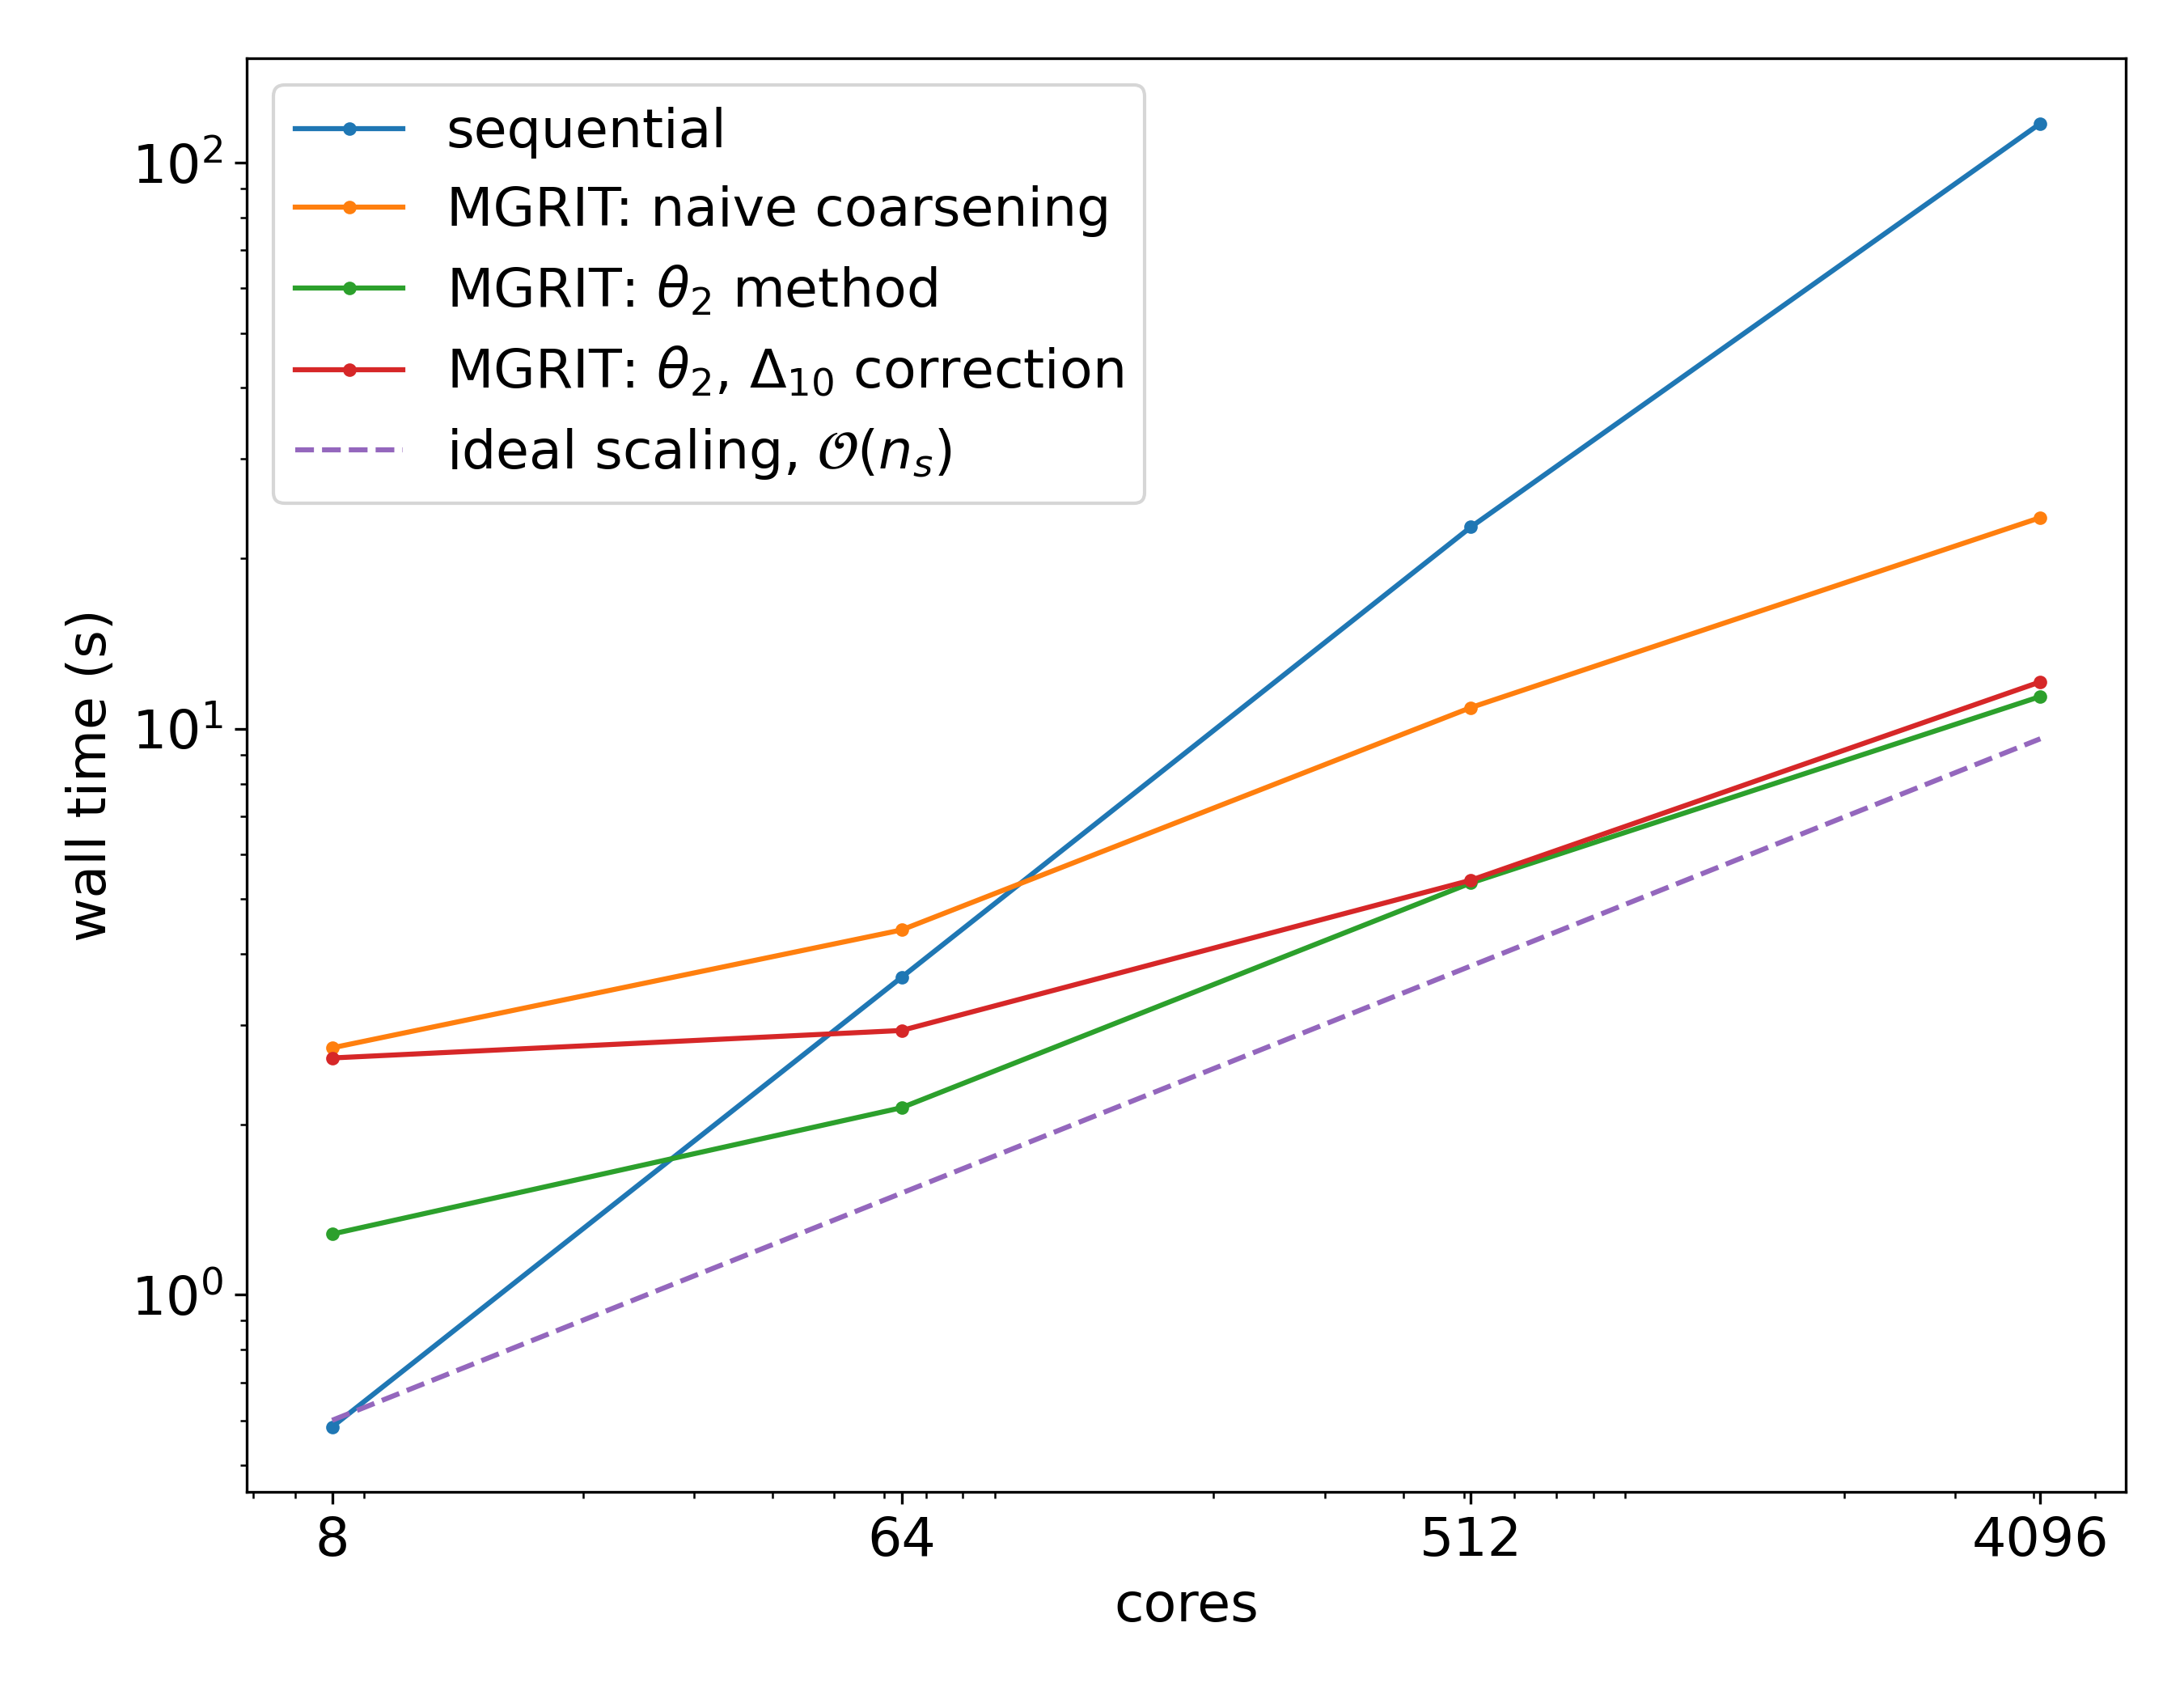 sequential
MGRIT: naive coarsening
MGRIT: θ₂ method
MGRIT: θ₂, Δ₁₀ correction
ideal scaling, 𝒪(nₛ)
10²
10¹
10⁰
wall time (s)
8 64 512 4096
cores